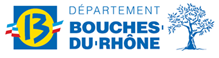 13
DÉPARTEMENT
BOUCHES
DU-RHÔNE